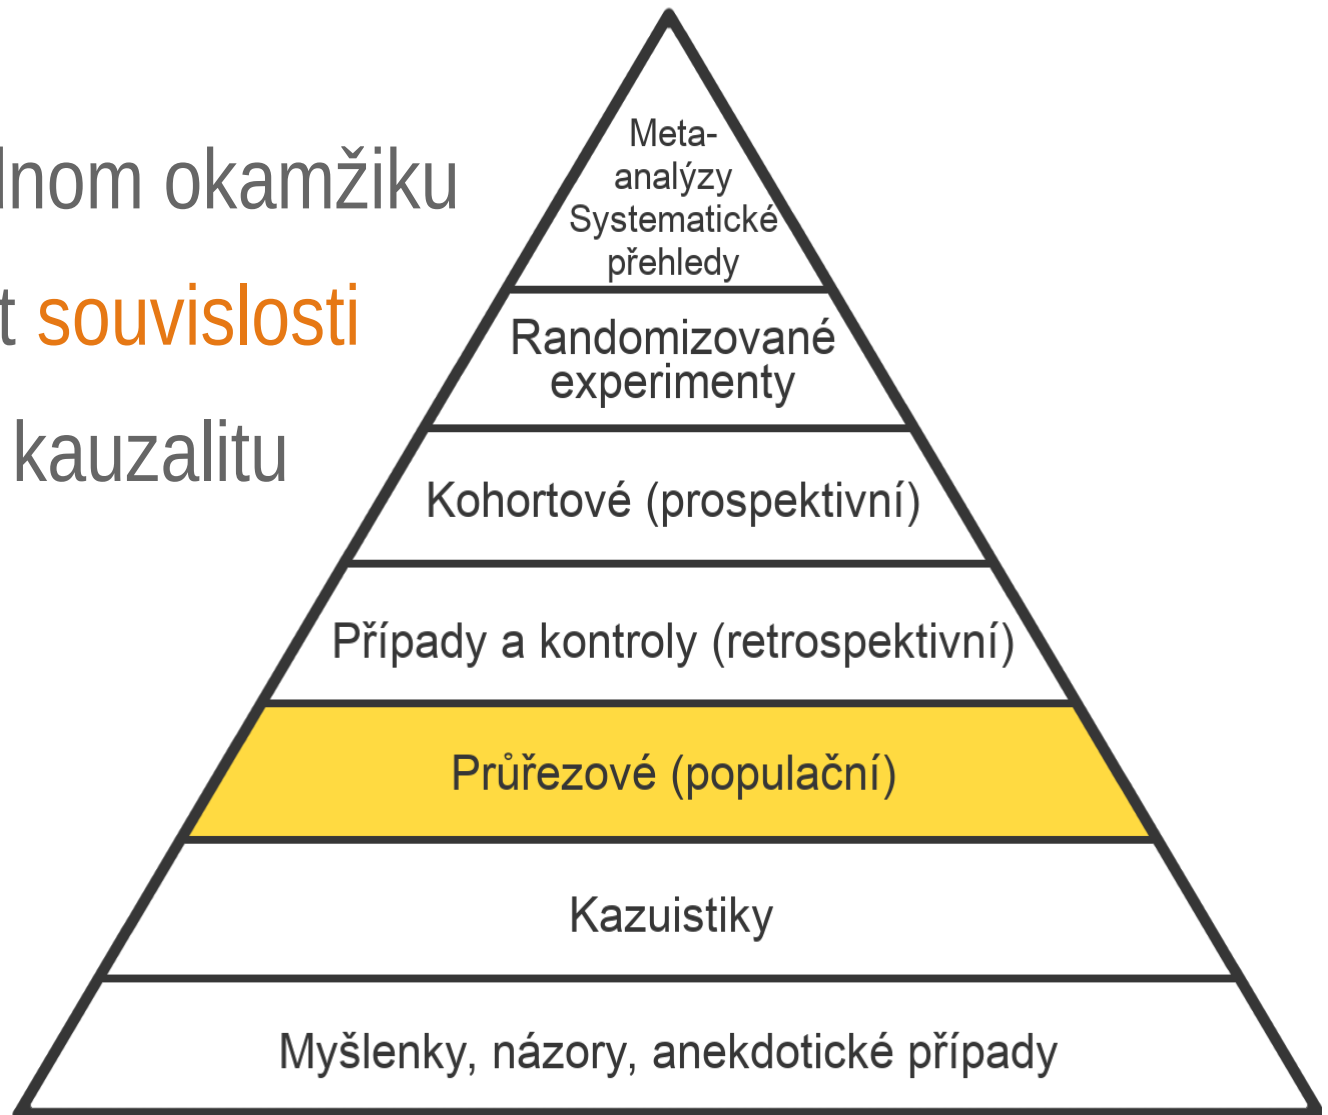 dnom okamžiku
t souvislosti
kauzalitu
Meta-
analýzy
Systematické
přehledy
Randomizované
experimenty
Kohortové (prospektivní)
Případy a kontroly (retrospektivní)
Průřezové (populační)
Kazuistiky
Myšlenky, názory, anekdotické případy